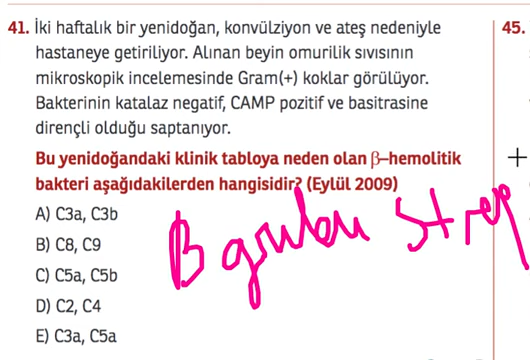 41. İki haftalık bir yenidoğan, konvülziyon ve ateş nedeniyle
hastaneye getiriliyor. Alınan beyin omurilik sıvısının
mikroskopik incelemesinde Gram(+) koklar görülüyor.
Bakterinin katalaz negatif, CAMP pozitif ve basitrasine
dirençli olduğu saptanıyor.
Bu yenidoğandaki klinik tabloya neden olan β–hemolitik
bakteri aşağıdakilerden hangisidir? (Eylül 2009)
A) C3a, C3b
B) C8, C9
C) C5a, C5b
D) C2, C4
E) C3a, C5a
B grubu Strep
45.
+